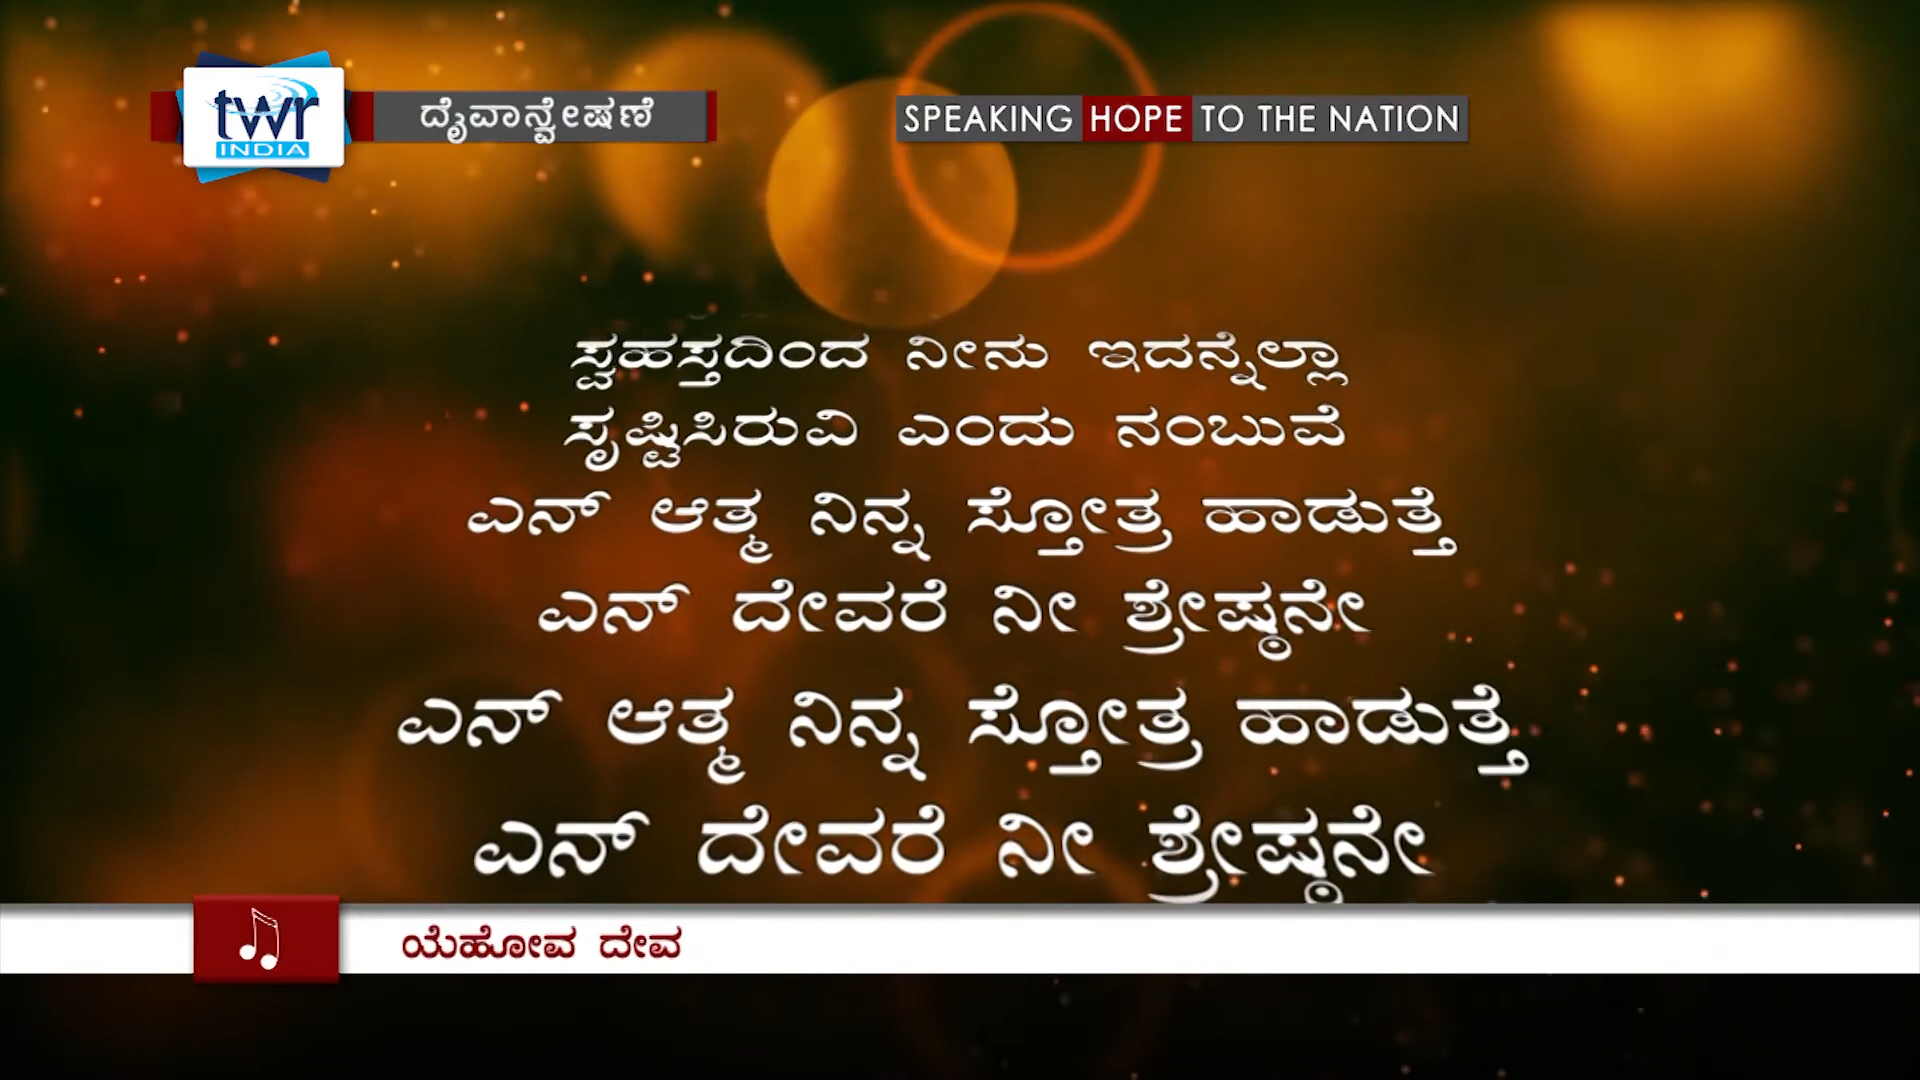 twr
INDIA
ದೈವಾನ್ವೇಷಣೆ
SPEAKING HOPE TO THE NATION
ಸ್ವಹಸ್ತದಿಂದ ನೀನು ಇದನ್ನೆಲ್ಲಾ
ಸೃಷ್ಟಿಸಿರುವಿ ಎಂದು ನಂಬುವೆ
ಎನ್ ಆತ್ಮ ನಿನ್ನ ಸ್ತೋತ್ರ ಹಾಡುತ್ತೆ
ಎನ್ ದೇವರೆ ನೀ ಶ್ರೇಷ್ಠನೇ
ಎನ್ ಆತ್ಮ ನಿನ್ನ ಸ್ತೋತ್ರ ಹಾಡುತ್ತೆ
ಎನ್ ದೇವರೆ ನೀ ಶ್ರೇಷ್ಠನೇ
ಯೆಹೋವ ದೇವ